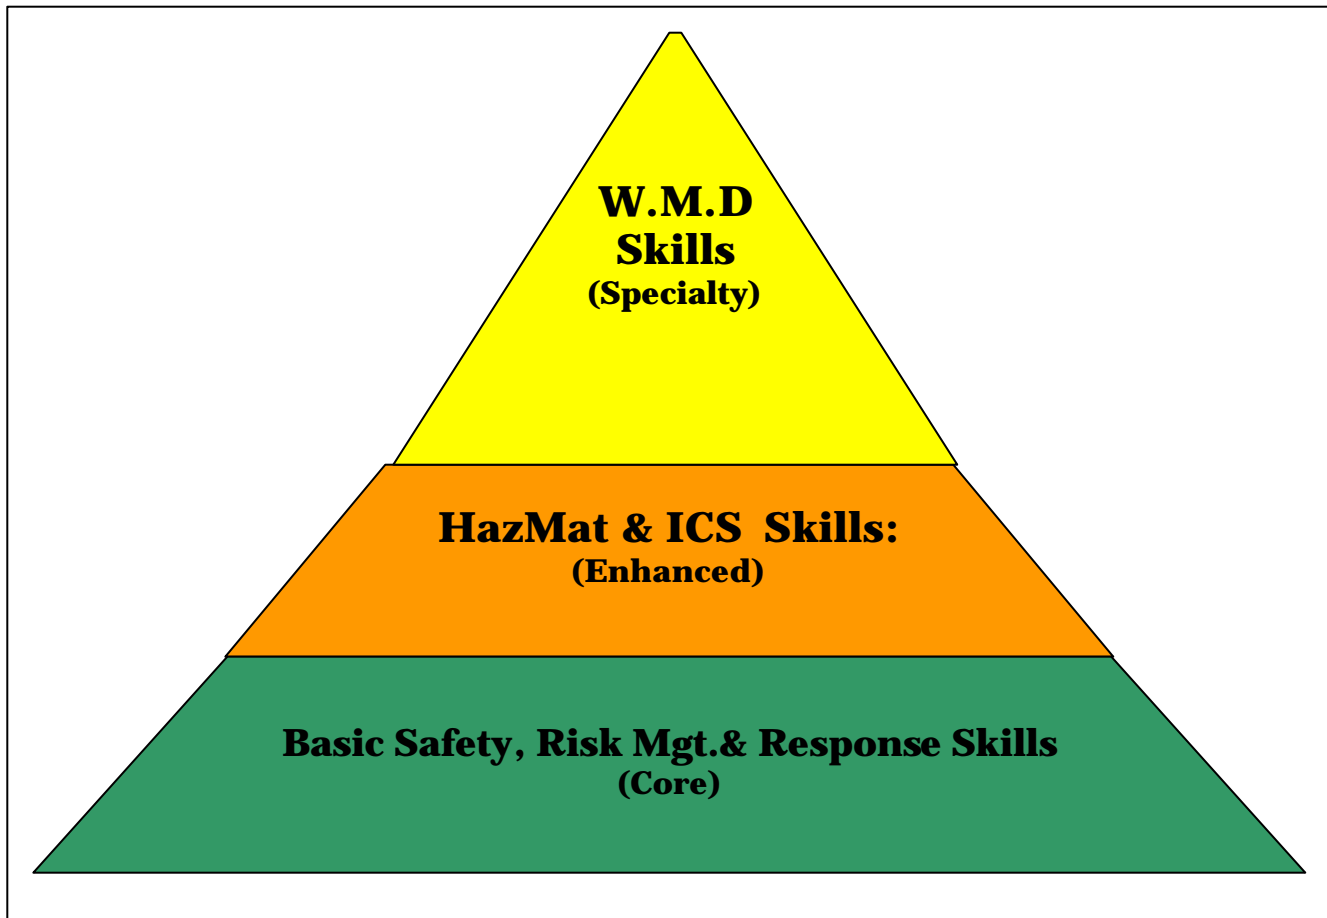 W.M.D
Skills
(Specialty)
HazMat & ICS Skills:
(Enhanced)
Basic Safety, Risk Mgt.& Response Skills
(Core)